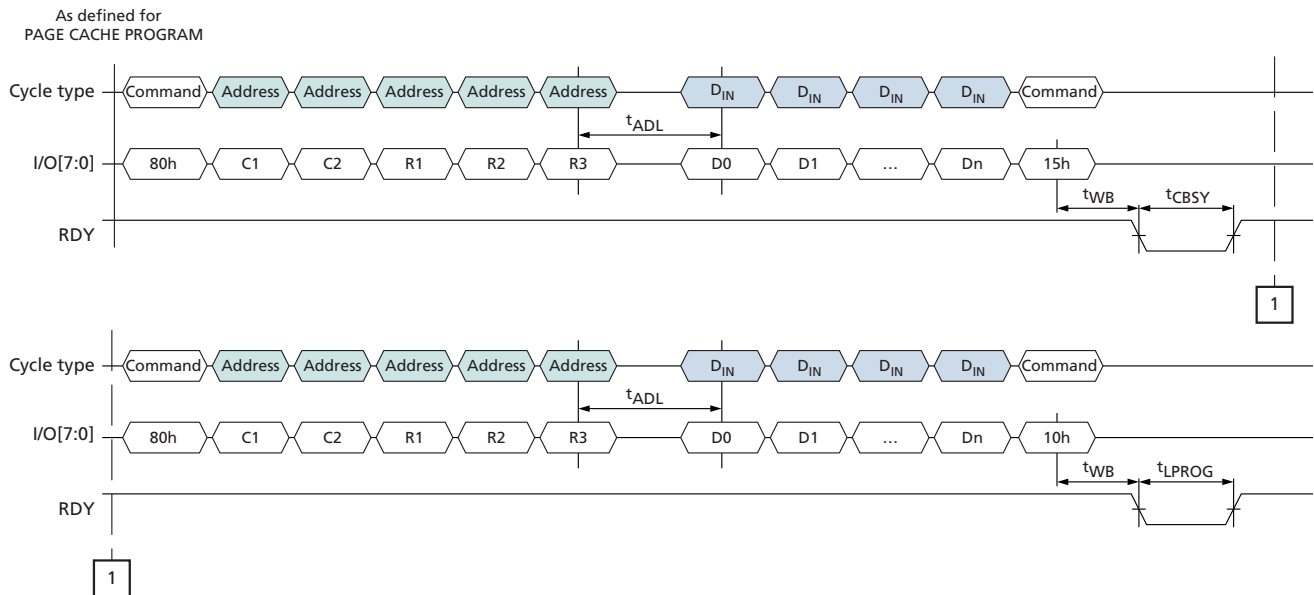 As defined for
PAGE CACHE PROGRAM
Cycle type Command Address Address Address Address Address DIN DIN DIN DIN Command
tADL
I/O[7:0] 80h C1 C2 R1 R2 R3 D0 D1 … Dn 15h
tWB tCBSY
RDY
1
Cycle type Command Address Address Address Address Address DIN DIN DIN DIN Command
tADL
I/O[7:0] 80h C1 C2 R1 R2 R3 D0 D1 … Dn 10h
tWB tLPROG
RDY
1